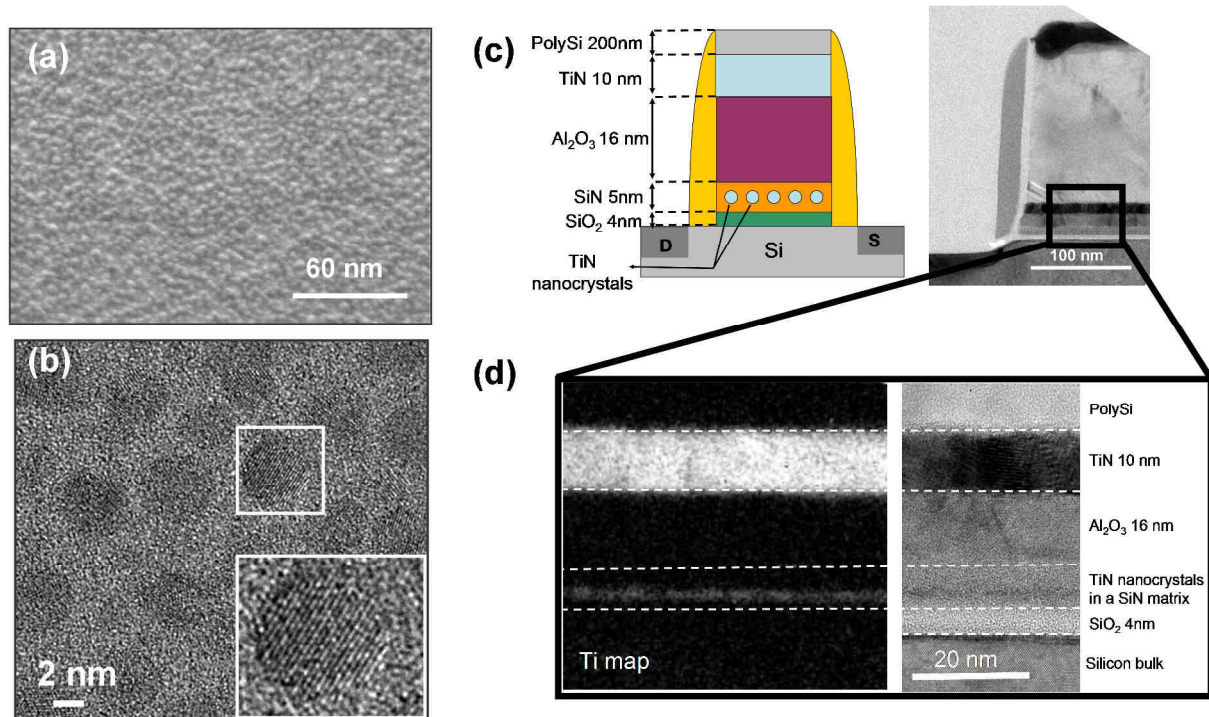 (a)
60 nm
(b)
2 nm
(c)
PolySi 200nm
TiN 10 nm
Al₂O₃ 16 nm
SiN 5nm
SiO₂ 4nm
D
Si
S
TiN
nanocrystals
100 nm
(d)
Ti map
20 nm
PolySi
TiN 10 nm
Al₂O₃ 16 nm
TiN nanocrystals
in a SiN matrix
SiO₂ 4nm
Silicon bulk